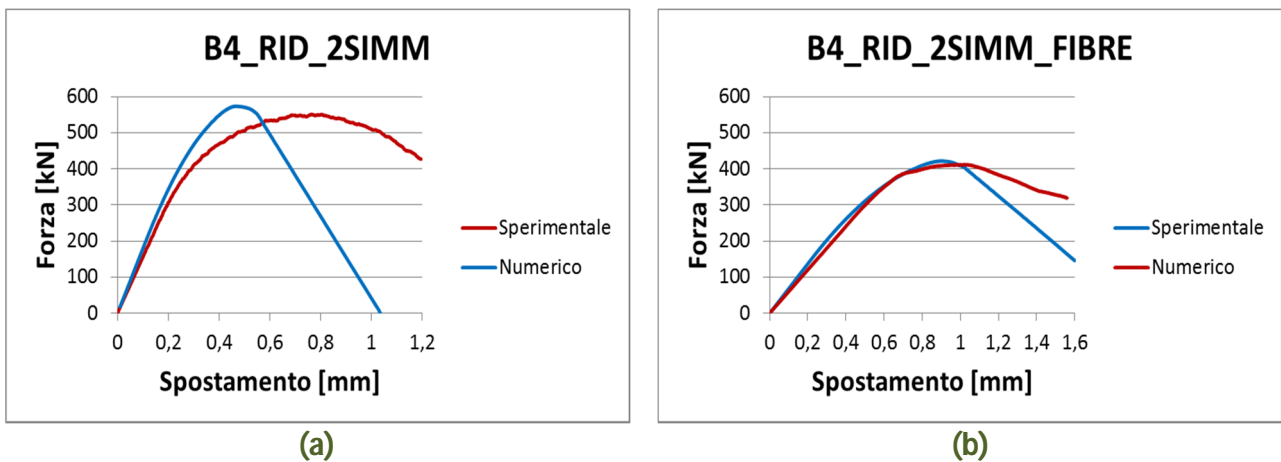 B4_RID_2SIMM
600
500
400
300
200
100
0
Forza [kN]
0 0,2 0,4 0,6 0,8 1 1,2
Spostamento [mm]
Sperimentale
Numerico
(a)
B4_RID_2SIMM_FIBRE
600
500
400
300
200
100
0
Forza [kN]
0 0,2 0,4 0,6 0,8 1 1,2 1,4 1,6
Spostamento [mm]
Sperimentale
Numerico
(b)